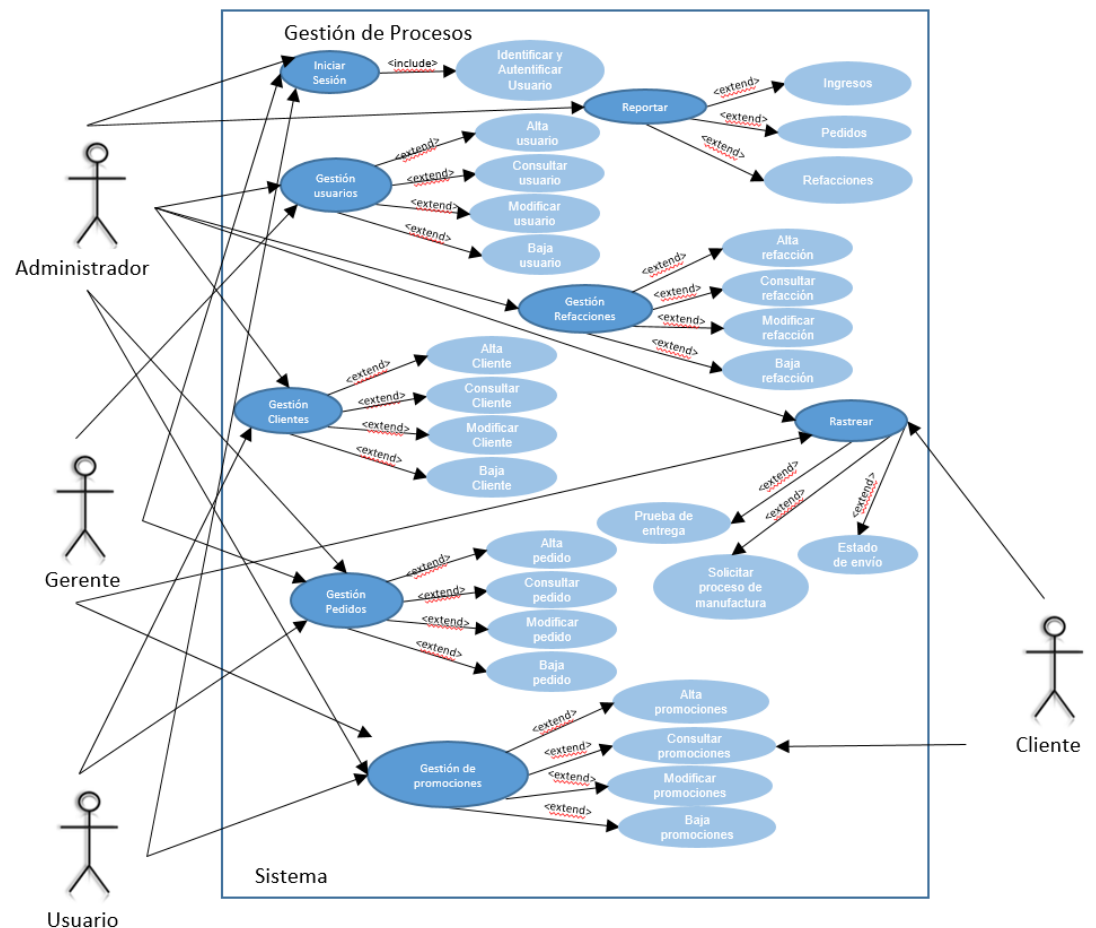 Gestión de Procesos
Iniciar
Sesión
<include>
Identificar y
Autentificar
Usuario
Reportar
<extend>
Ingresos
<extend>
Pedidos
<extend>
Refacciones
Gestión
usuarios
<extend>
Alta
usuario
<extend>
Consultar
usuario
<extend>
Modificar
usuario
<extend>
Baja
usuario
Administrador
Gestión
Refacciones
<extend>
Alta
refacción
<extend>
Consultar
refacción
<extend>
Modificar
refacción
<extend>
Baja
refacción
Gestión
Clientes
<extend>
Alta
Cliente
<extend>
Consultar
Cliente
<extend>
Modificar
Cliente
<extend>
Baja
Cliente
Rastrear
<extend>
Prueba de
entrega
<extend>
Solicitar
proceso de
manufactura
<extend>
Estado
de envío
Gerente
Gestión
Pedidos
<extend>
Alta
pedido
<extend>
Consultar
pedido
<extend>
Modificar
pedido
<extend>
Baja
pedido
Cliente
Gestión de
promociones
<extend>
Alta
promociones
<extend>
Consultar
promociones
<extend>
Modificar
promociones
<extend>
Baja
promociones
Sistema
Usuario